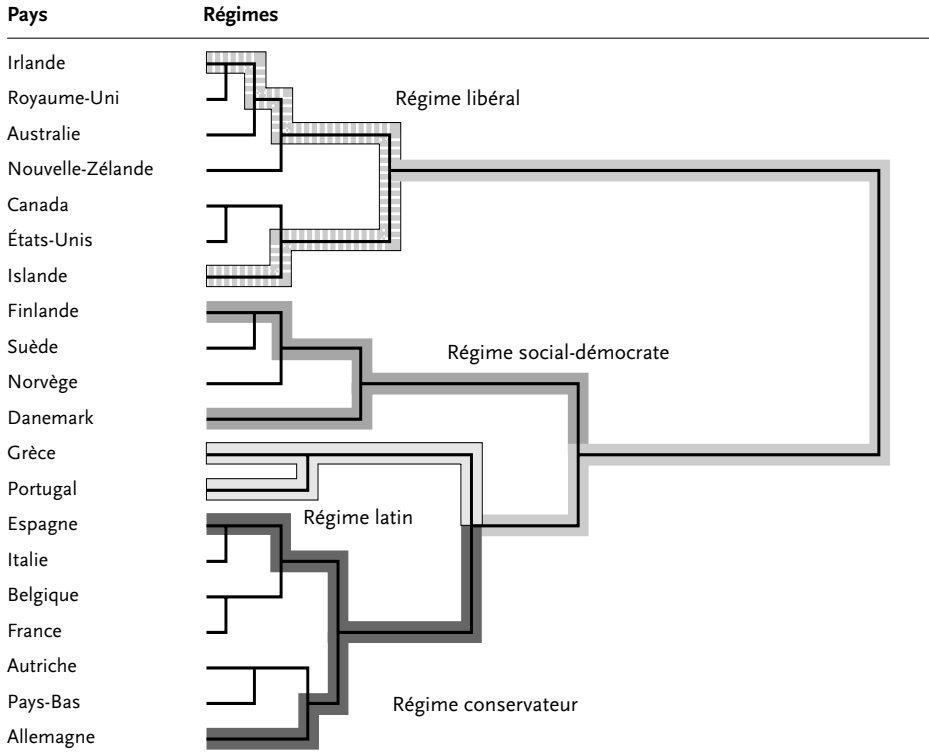 Pays Régimes
Irlande
Royaume-Uni Régime libéral
Australie
Nouvelle-Zélande
Canada
États-Unis
Islande
Finlande
Suède Régime social-démocrate
Norvège
Danemark
Grèce
Portugal
Régime latin
Espagne
Italie
Belgique
France
Autriche
Pays-Bas Régime conservateur
Allemagne